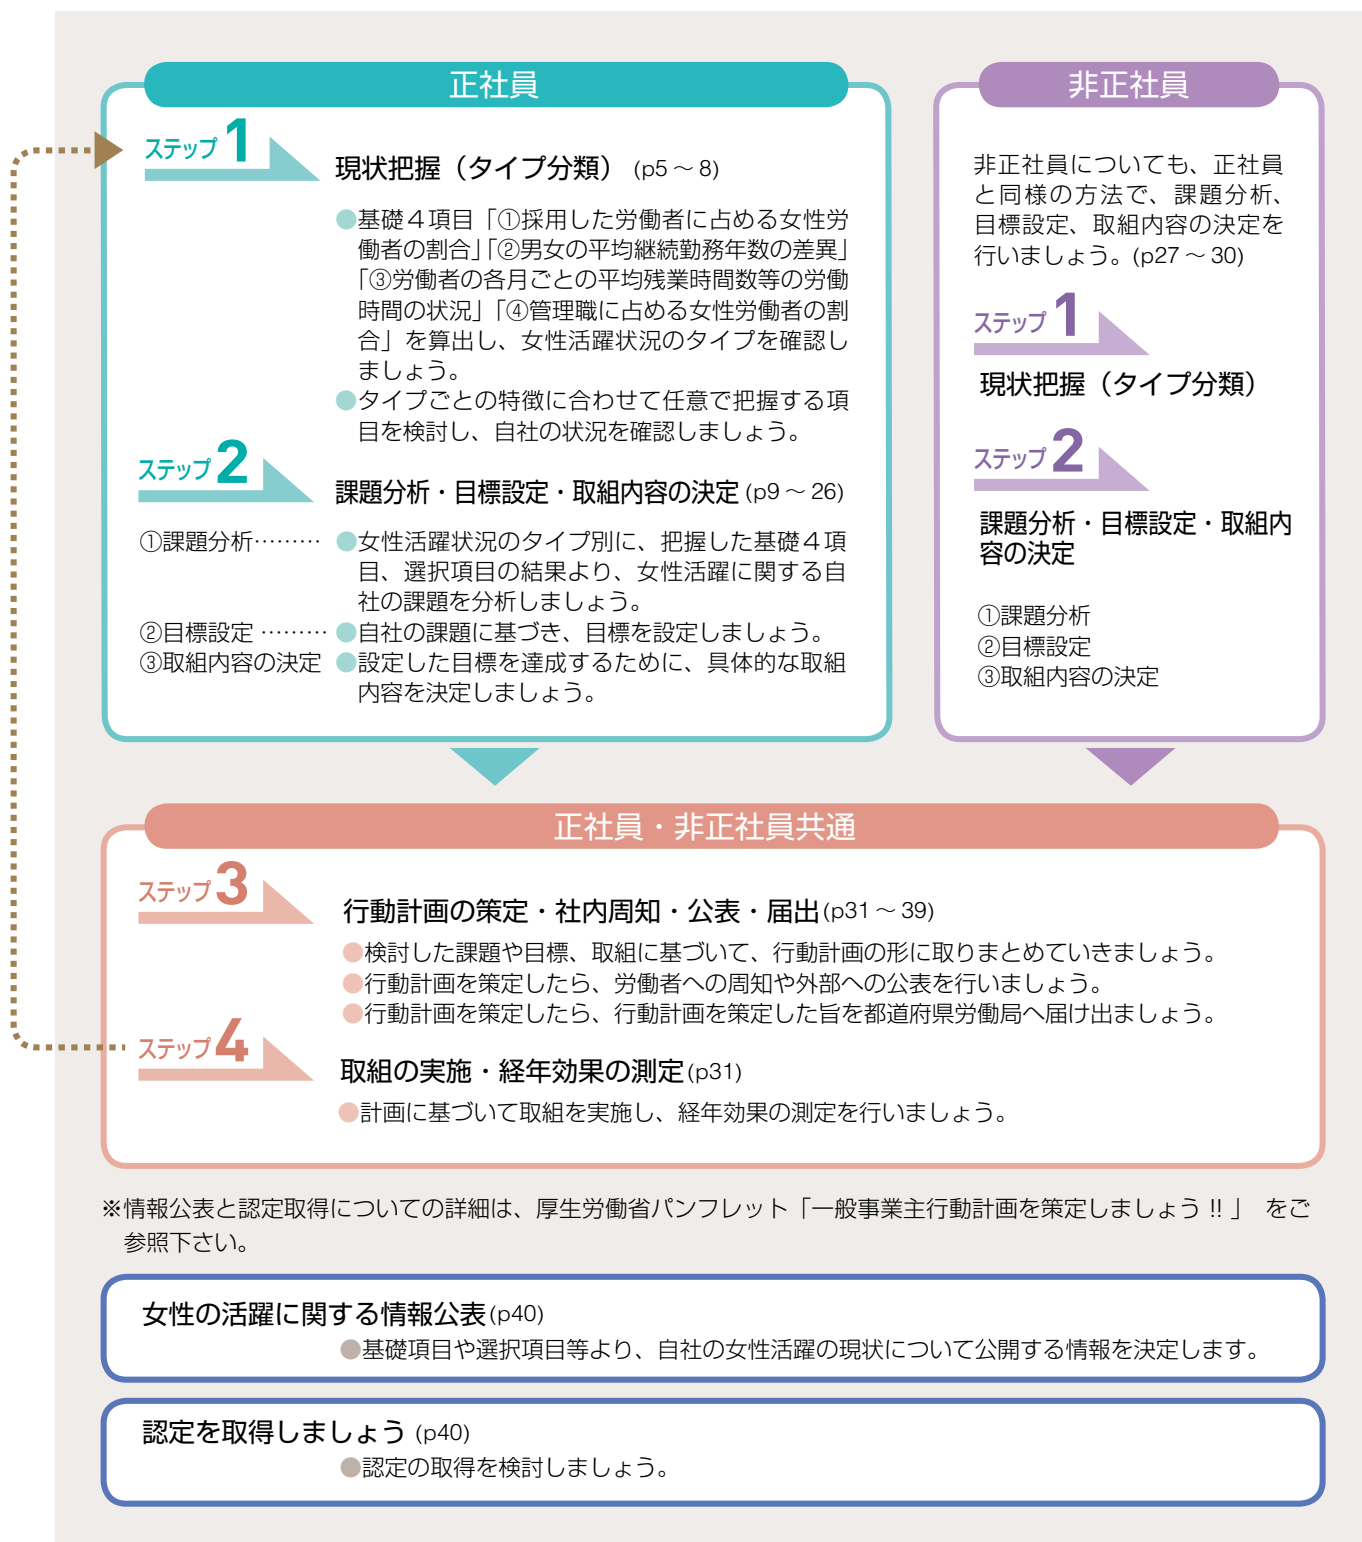 正社員
ステップ1
現状把握（タイプ分類）(p5～8)
●基礎４項目「①採用した労働者に占める女性労
働者の割合」「②男女の平均継続勤務年数の差異」
「③労働者の各月ごとの平均残業時間数等の労働
時間の状況」「④管理職に占める女性労働者の割
合」を算出し、女性活躍状況のタイプを確認し
ましょう。
●タイプごとの特徴に合わせて任意で把握する項
目を検討し、自社の状況を確認しましょう。
ステップ2
課題分析・目標設定・取組内容の決定(p9～26)
①課題分析……… ●女性活躍状況のタイプ別に、把握した基礎４項
目、選択項目の結果より、女性活躍に関する自
社の課題を分析しましょう。
②目標設定 ……… ●自社の課題に基づき、目標を設定しましょう。
③取組内容の決定 ●設定した目標を達成するために、具体的な取組
内容を決定しましょう。
非正社員
非正社員についても、正社員
と同様の方法で、課題分析、
目標設定、取組内容の決定を
行いましょう。(p27～30)
ステップ1
現状把握（タイプ分類）
ステップ2
課題分析・目標設定・取組内
容の決定
①課題分析
②目標設定
③取組内容の決定
正社員・非正社員共通
ステップ3
行動計画の策定・社内周知・公表・届出(p31～39)
●検討した課題や目標、取組に基づいて、行動計画の形に取りまとめていきましょう。
●行動計画を策定したら、労働者への周知や外部への公表を行いましょう。
●行動計画を策定したら、行動計画を策定した旨を都道府県労働局へ届け出ましょう。
ステップ4
取組の実施・経年効果の測定(p31)
●計画に基づいて取組を実施し、経年効果の測定を行いましょう。
※情報公表と認定取得についての詳細は、厚生労働省パンフレット「一般事業主行動計画を策定しましょう!!」 をご
参照下さい。
女性の活躍に関する情報公表(p40)
●基礎項目や選択項目等より、自社の女性活躍の現状について公開する情報を決定します。
認定を取得しましょう (p40)
●認定の取得を検討しましょう。